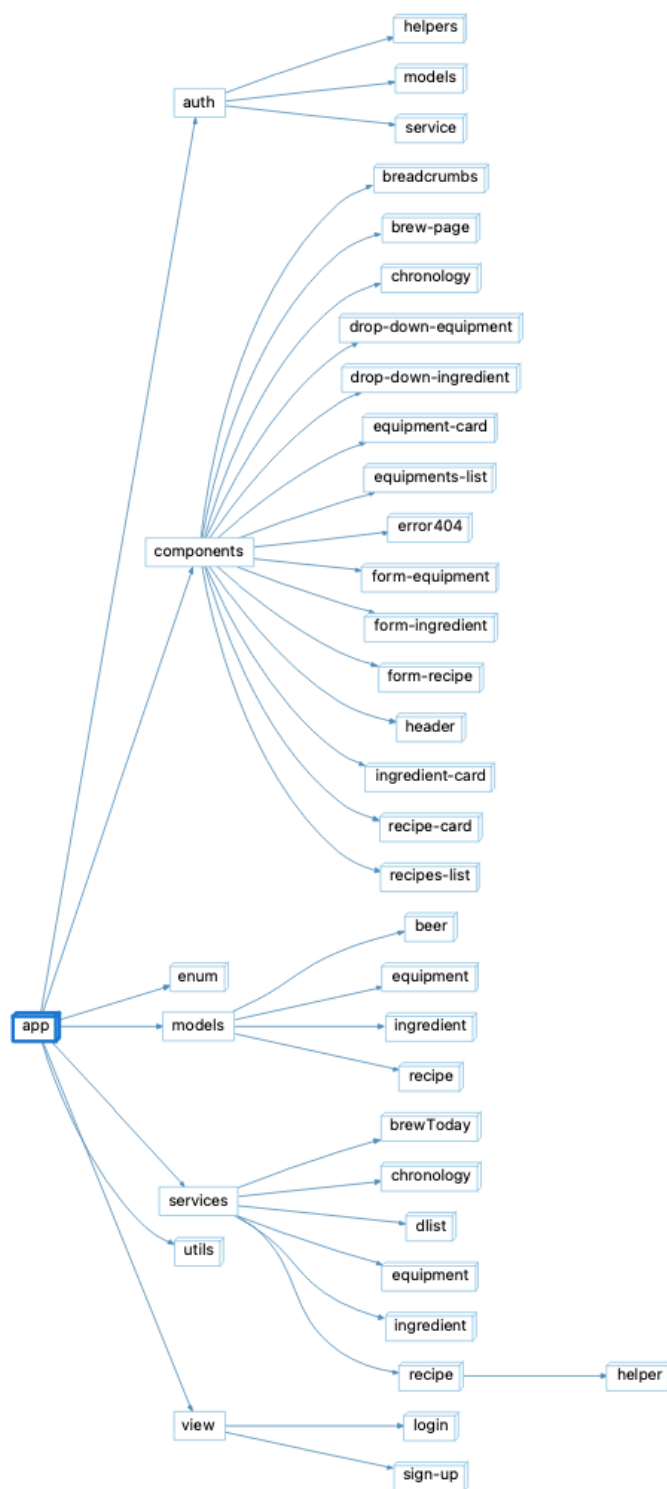 helpers
models
auth
service
breadcrumbs
brew-page
chronology
drop-down-equipment
drop-down-ingredient
equipment-card
equipments-list
error404
components
form-equipment
form-ingredient
form-recipe
header
ingredient-card
recipe-card
recipes-list
beer
enum
equipment
app
models
ingredient
recipe
brewToday
chronology
services
dlist
utils
equipment
ingredient
recipe
helper
view
login
sign-up